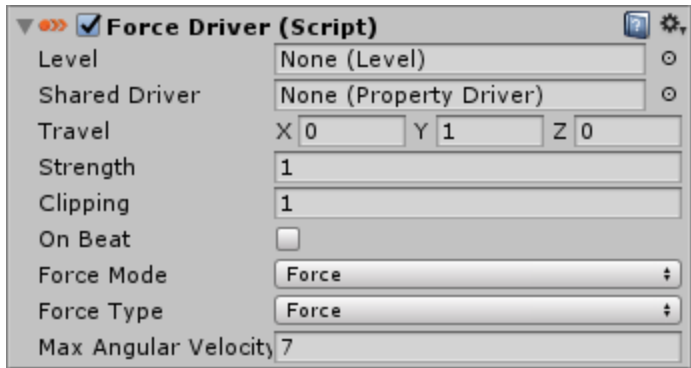 Force Driver (Script)
Level None (Level)
Shared Driver None (Property Driver)
Travel X 0 Y 1 Z 0
Strength 1
Clipping 1
On Beat
Force Mode Force
Force Type Force
Max Angular Velocity 7